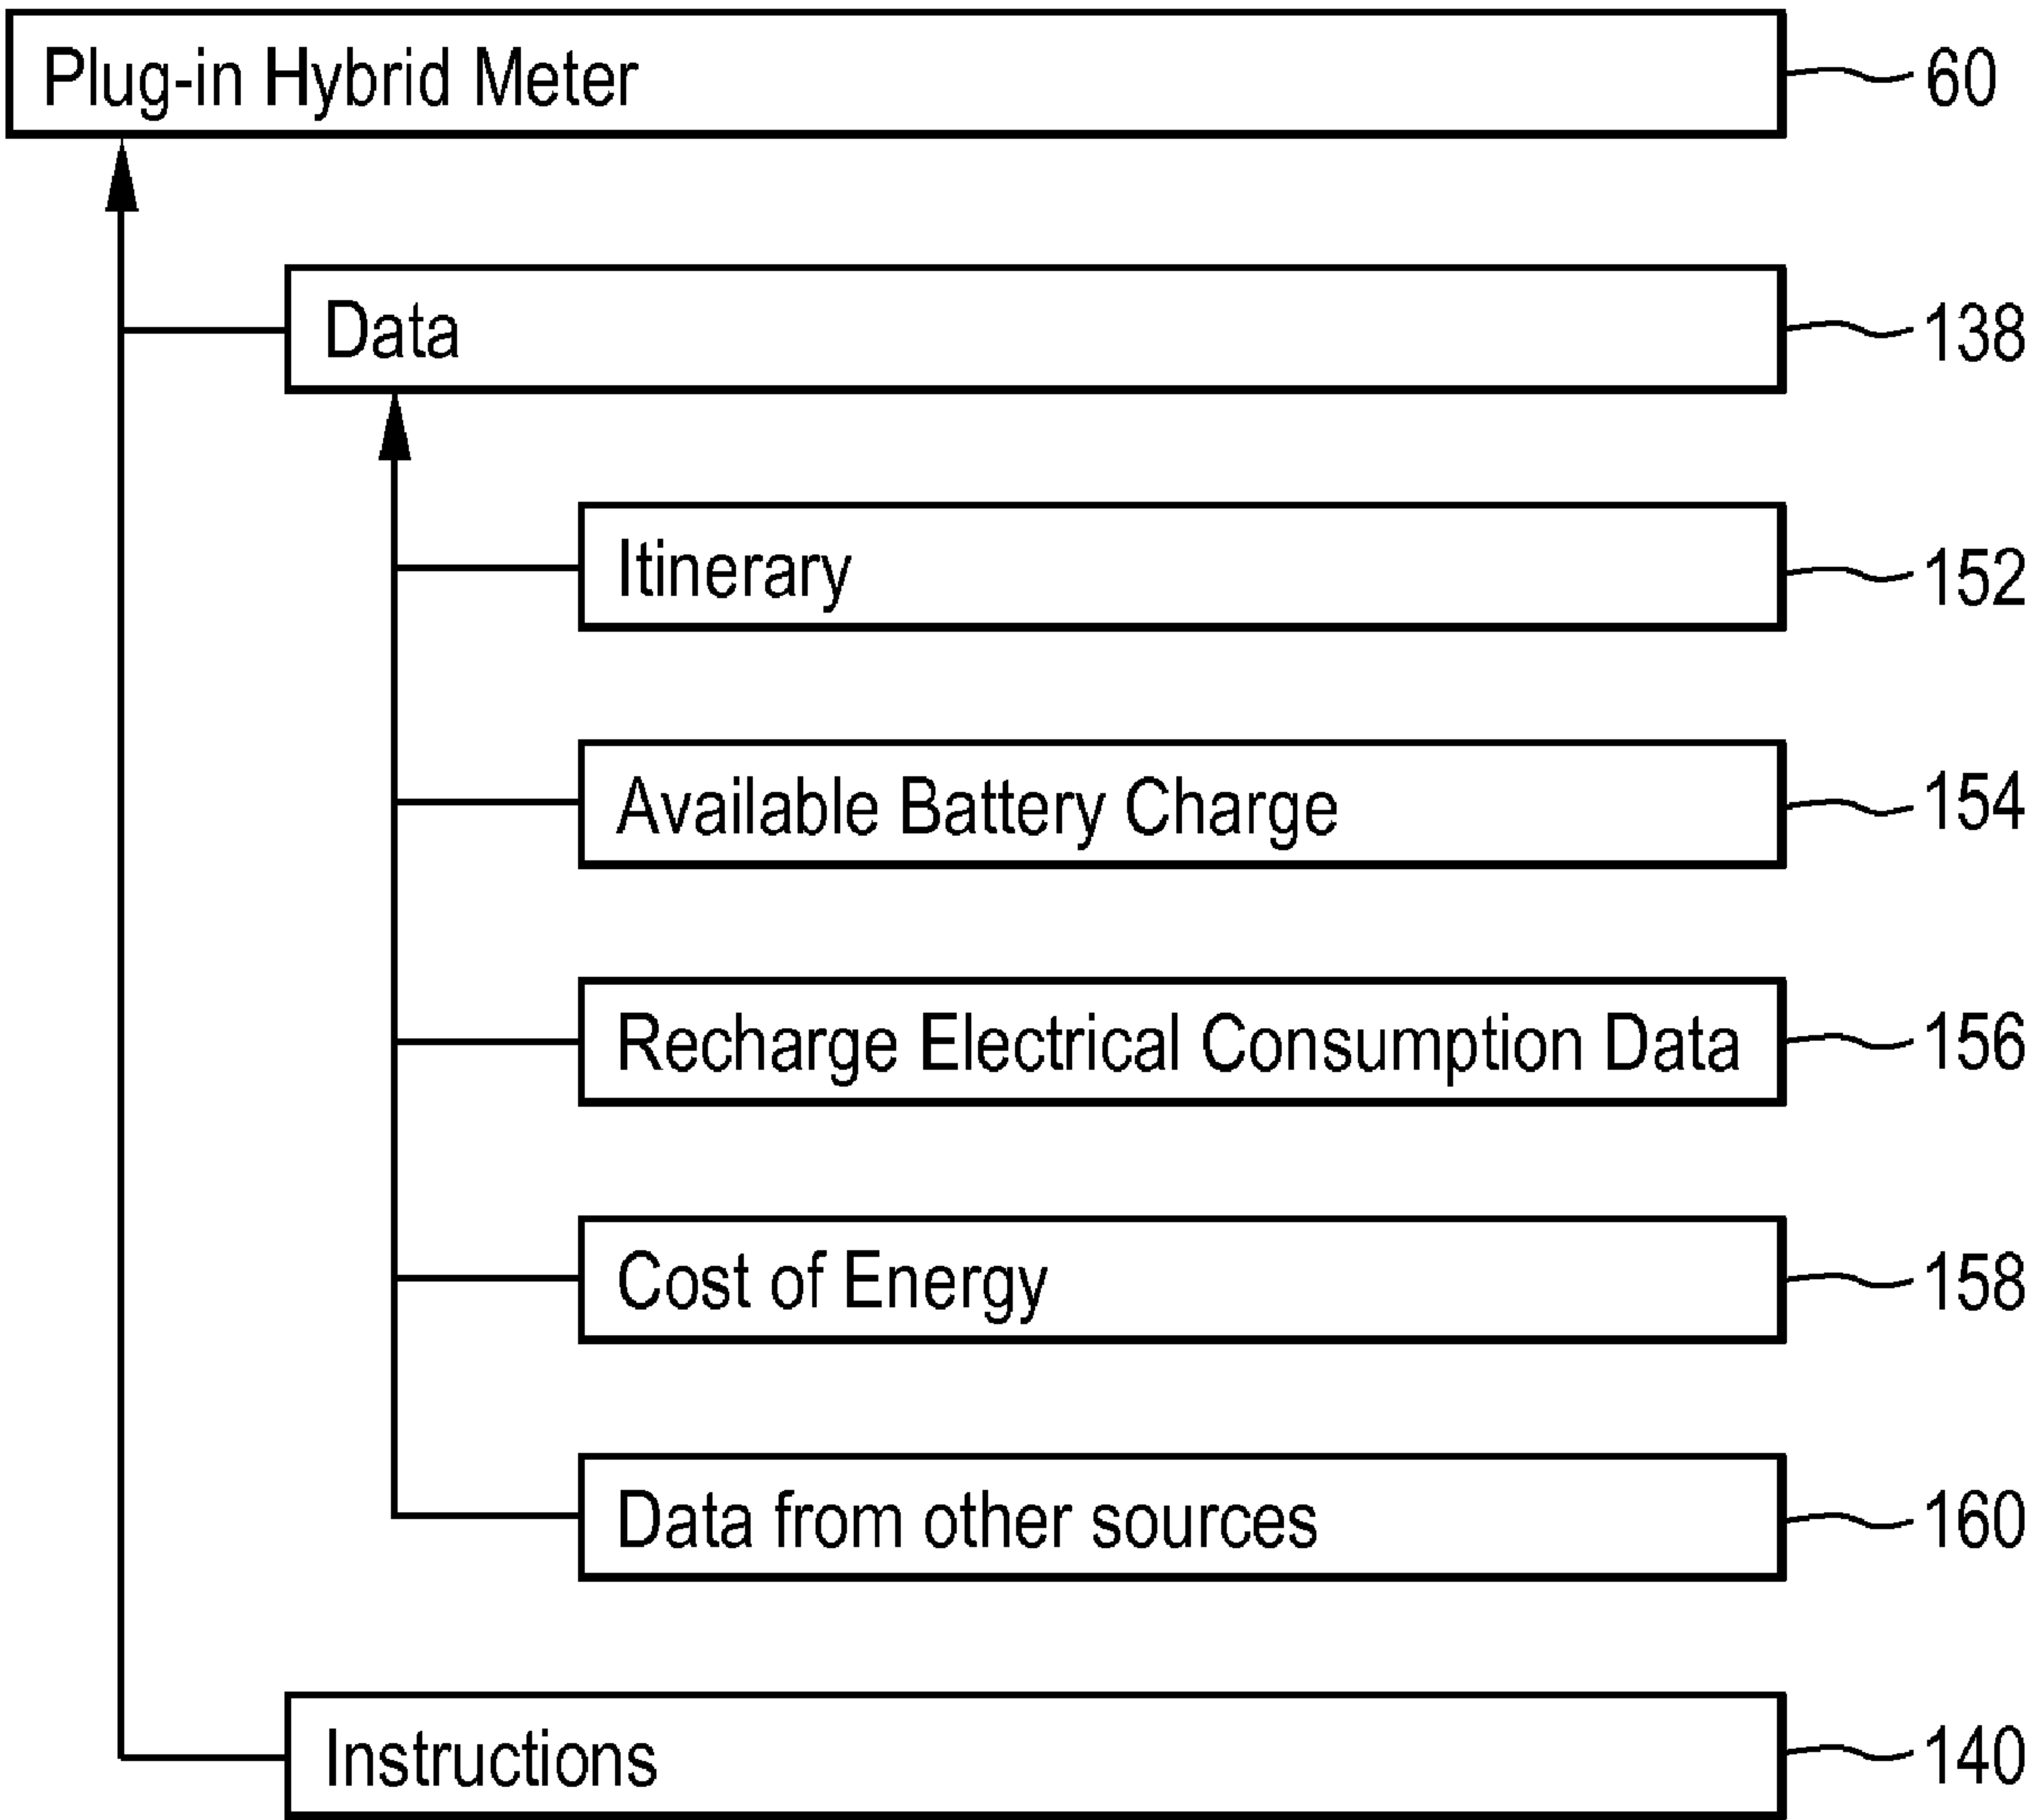 Plug-in Hybrid Meter 60
Data 138
Itinerary 152
Available Battery Charge 154
Recharge Electrical Consumption Data 156
Cost of Energy 158
Data from other sources 160
Instructions 140